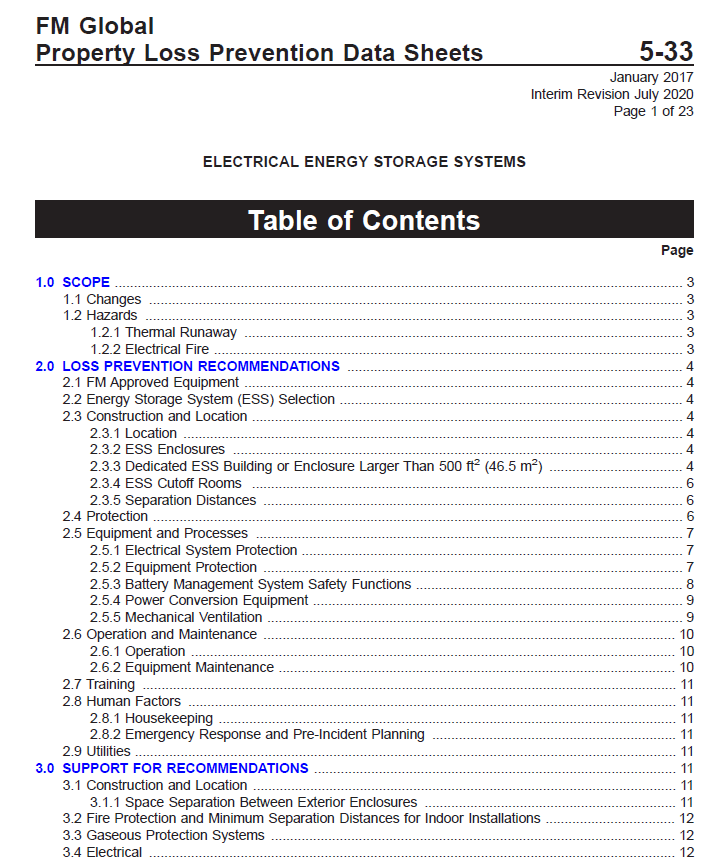 FM Global
Property Loss Prevention Data Sheets 5-33
January 2017
Interim Revision July 2020
Page 1 of 23
ELECTRICAL ENERGY STORAGE SYSTEMS
Table of Contents
Page
1.0 SCOPE ........ 3
1.1 Changes ........ 3
1.2 Hazards ........ 3
1.2.1 Thermal Runaway ........ 3
1.2.2 Electrical Fire ........ 3
2.0 LOSS PREVENTION RECOMMENDATIONS ........ 4
2.1 FM Approved Equipment ........ 4
2.2 Energy Storage System (ESS) Selection ........ 4
2.3 Construction and Location ........ 4
2.3.1 Location ........ 4
2.3.2 ESS Enclosures ........ 4
2.3.3 Dedicated ESS Building or Enclosure Larger Than 500 ft² (46.5 m²) ........ 4
2.3.4 ESS Cutoff Rooms ........ 6
2.3.5 Separation Distances ........ 6
2.4 Protection ........ 6
2.5 Equipment and Processes ........ 7
2.5.1 Electrical System Protection ........ 7
2.5.2 Equipment Protection ........ 7
2.5.3 Battery Management System Safety Functions ........ 8
2.5.4 Power Conversion Equipment ........ 9
2.5.5 Mechanical Ventilation ........ 9
2.6 Operation and Maintenance ........ 10
2.6.1 Operation ........ 10
2.6.2 Equipment Maintenance ........ 10
2.7 Training ........ 11
2.8 Human Factors ........ 11
2.8.1 Housekeeping ........ 11
2.8.2 Emergency Response and Pre-Incident Planning ........ 11
2.9 Utilities ........ 11
3.0 SUPPORT FOR RECOMMENDATIONS ........ 11
3.1 Construction and Location ........ 11
3.1.1 Space Separation Between Exterior Enclosures ........ 11
3.2 Fire Protection and Minimum Separation Distances for Indoor Installations ........ 12
3.3 Gaseous Protection Systems ........ 12
3.4 Electrical ........ 12